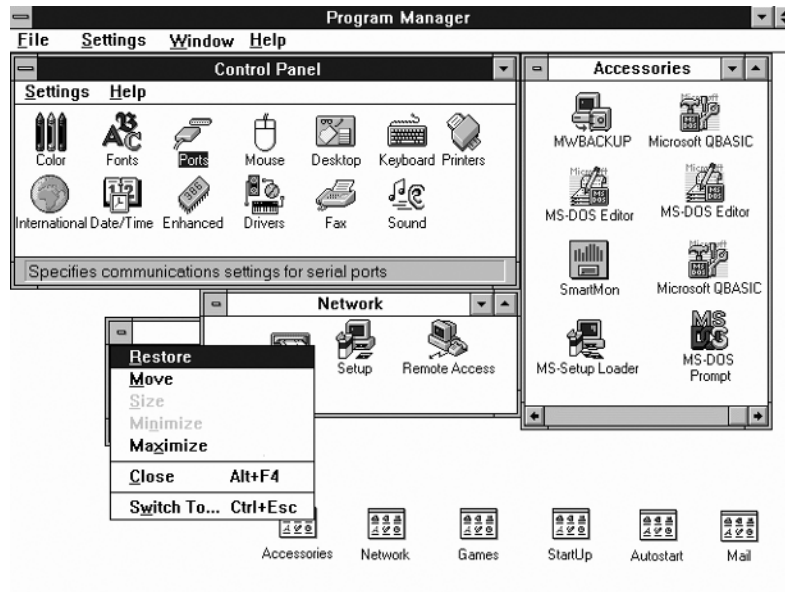 Program Manager
File Settings Window Help
Control Panel
Settings Help
Color Fonts Ports Mouse Desktop Keyboard Printers
International Date/Time Enhanced Drivers Fax Sound
Specifies communications settings for serial ports
Accessories
MWBACKUP Microsoft QBASIC
MS-DOS Editor MS-DOS Editor
SmartMon Microsoft QBASIC
MS-Setup Loader MS-DOS
Prompt
Network
Setup Remote Access
Restore
Move
Size
Minimize
Maximize
Close Alt+F4
Switch To... Ctrl+Esc
Accessories Network Games StartUp Autostart Mail